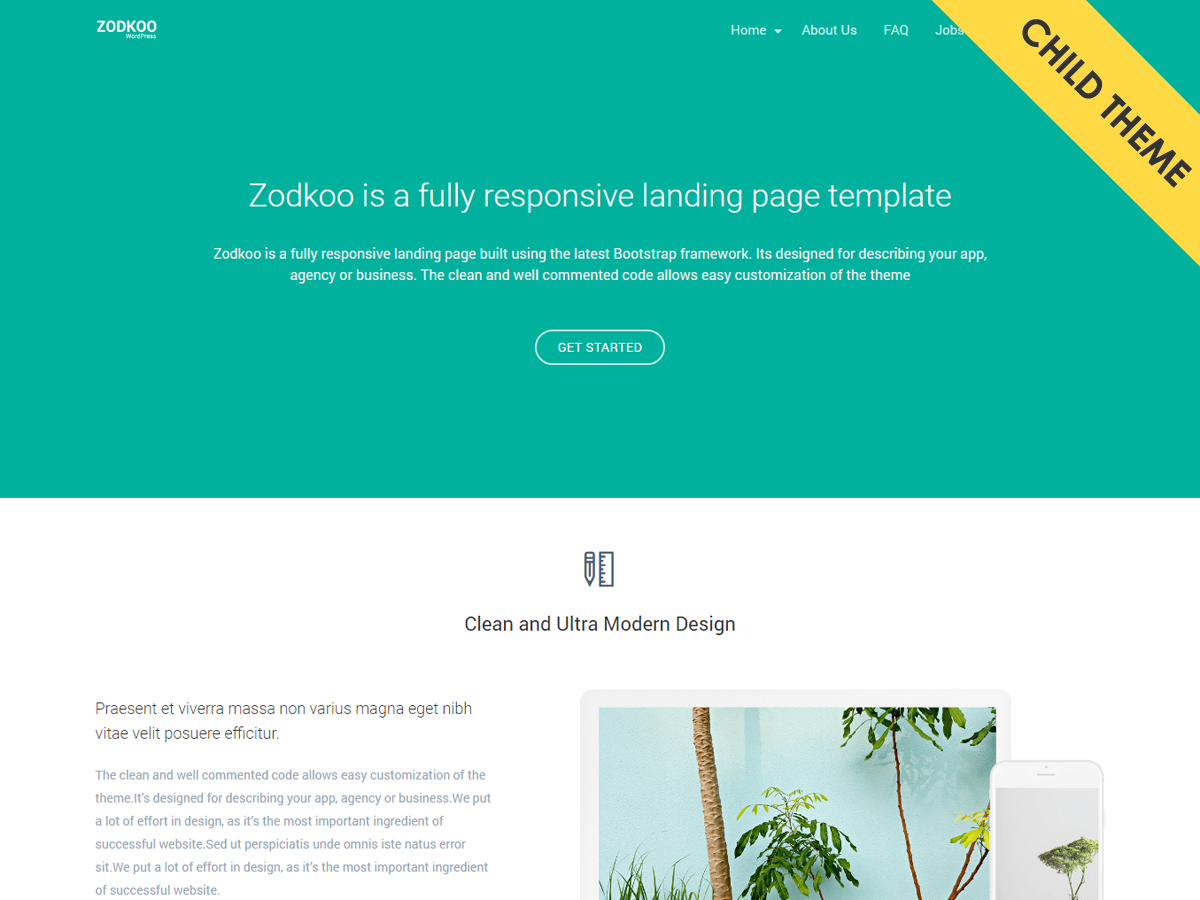 ZODKOO
WordPress
Home
About Us
FAQ
Jobs
CHILD THEME
Zodkoo is a fully responsive landing page template
Zodkoo is a fully responsive landing page built using the latest Bootstrap framework. Its designed for describing your app,
agency or business. The clean and well commented code allows easy customization of the theme
GET STARTED
Clean and Ultra Modern Design
Praesent et viverra massa non varius magna eget nibh
vitae velit posuere efficitur.
The clean and well commented code allows easy customization of the
theme.It's designed for describing your app, agency or business.We put
a lot of effort in design, as it's the most important ingredient of
successful website.Sed ut perspiciatis unde omnis iste natus error
sit.We put a lot of effort in design, as it's the most important ingredient
of successful website.